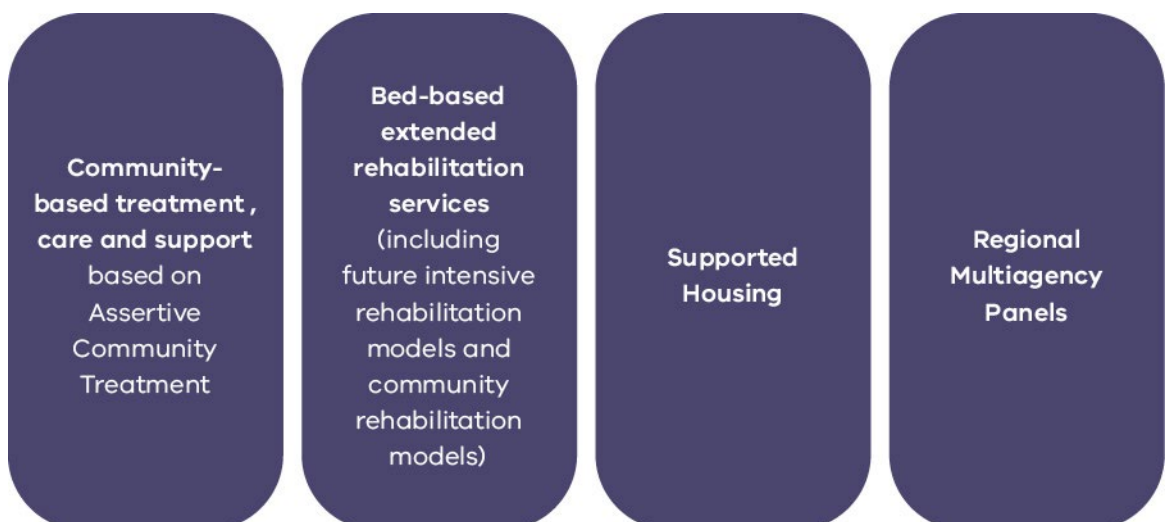 Community-
based treatment ,
care and support
based on
Assertive
Community
Treatment
Bed-based
extended
rehabilitation
services
(including
future intensive
rehabilitation
models and
community
rehabilitation
models)
Supported
Housing
Regional
Multiagency
Panels